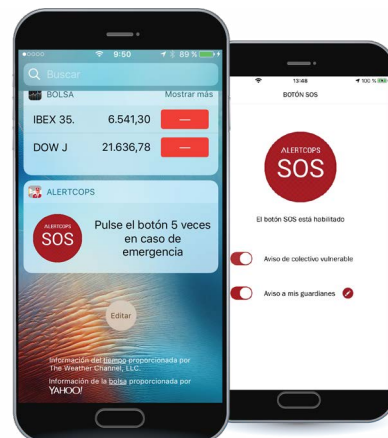 9:50
89 %
Buscar
BOLSA
Mostrar más
IBEX 35.
6.541,30
DOW J
21.636,78
ALERTCOPS
ALERTCOPS
SOS
Pulse el botón 5 veces
en caso de
emergencia
Editar
Información del tiempo proporcionada por
The Weather Channel, LLC.
Información de la bolsa proporcionada por
YAHOO!
13:48
100 %
BOTÓN SOS
ALERTCOPS
SOS
El botón SOS está habilitado
Aviso de colectivo vulnerable
Aviso a mis guardianes